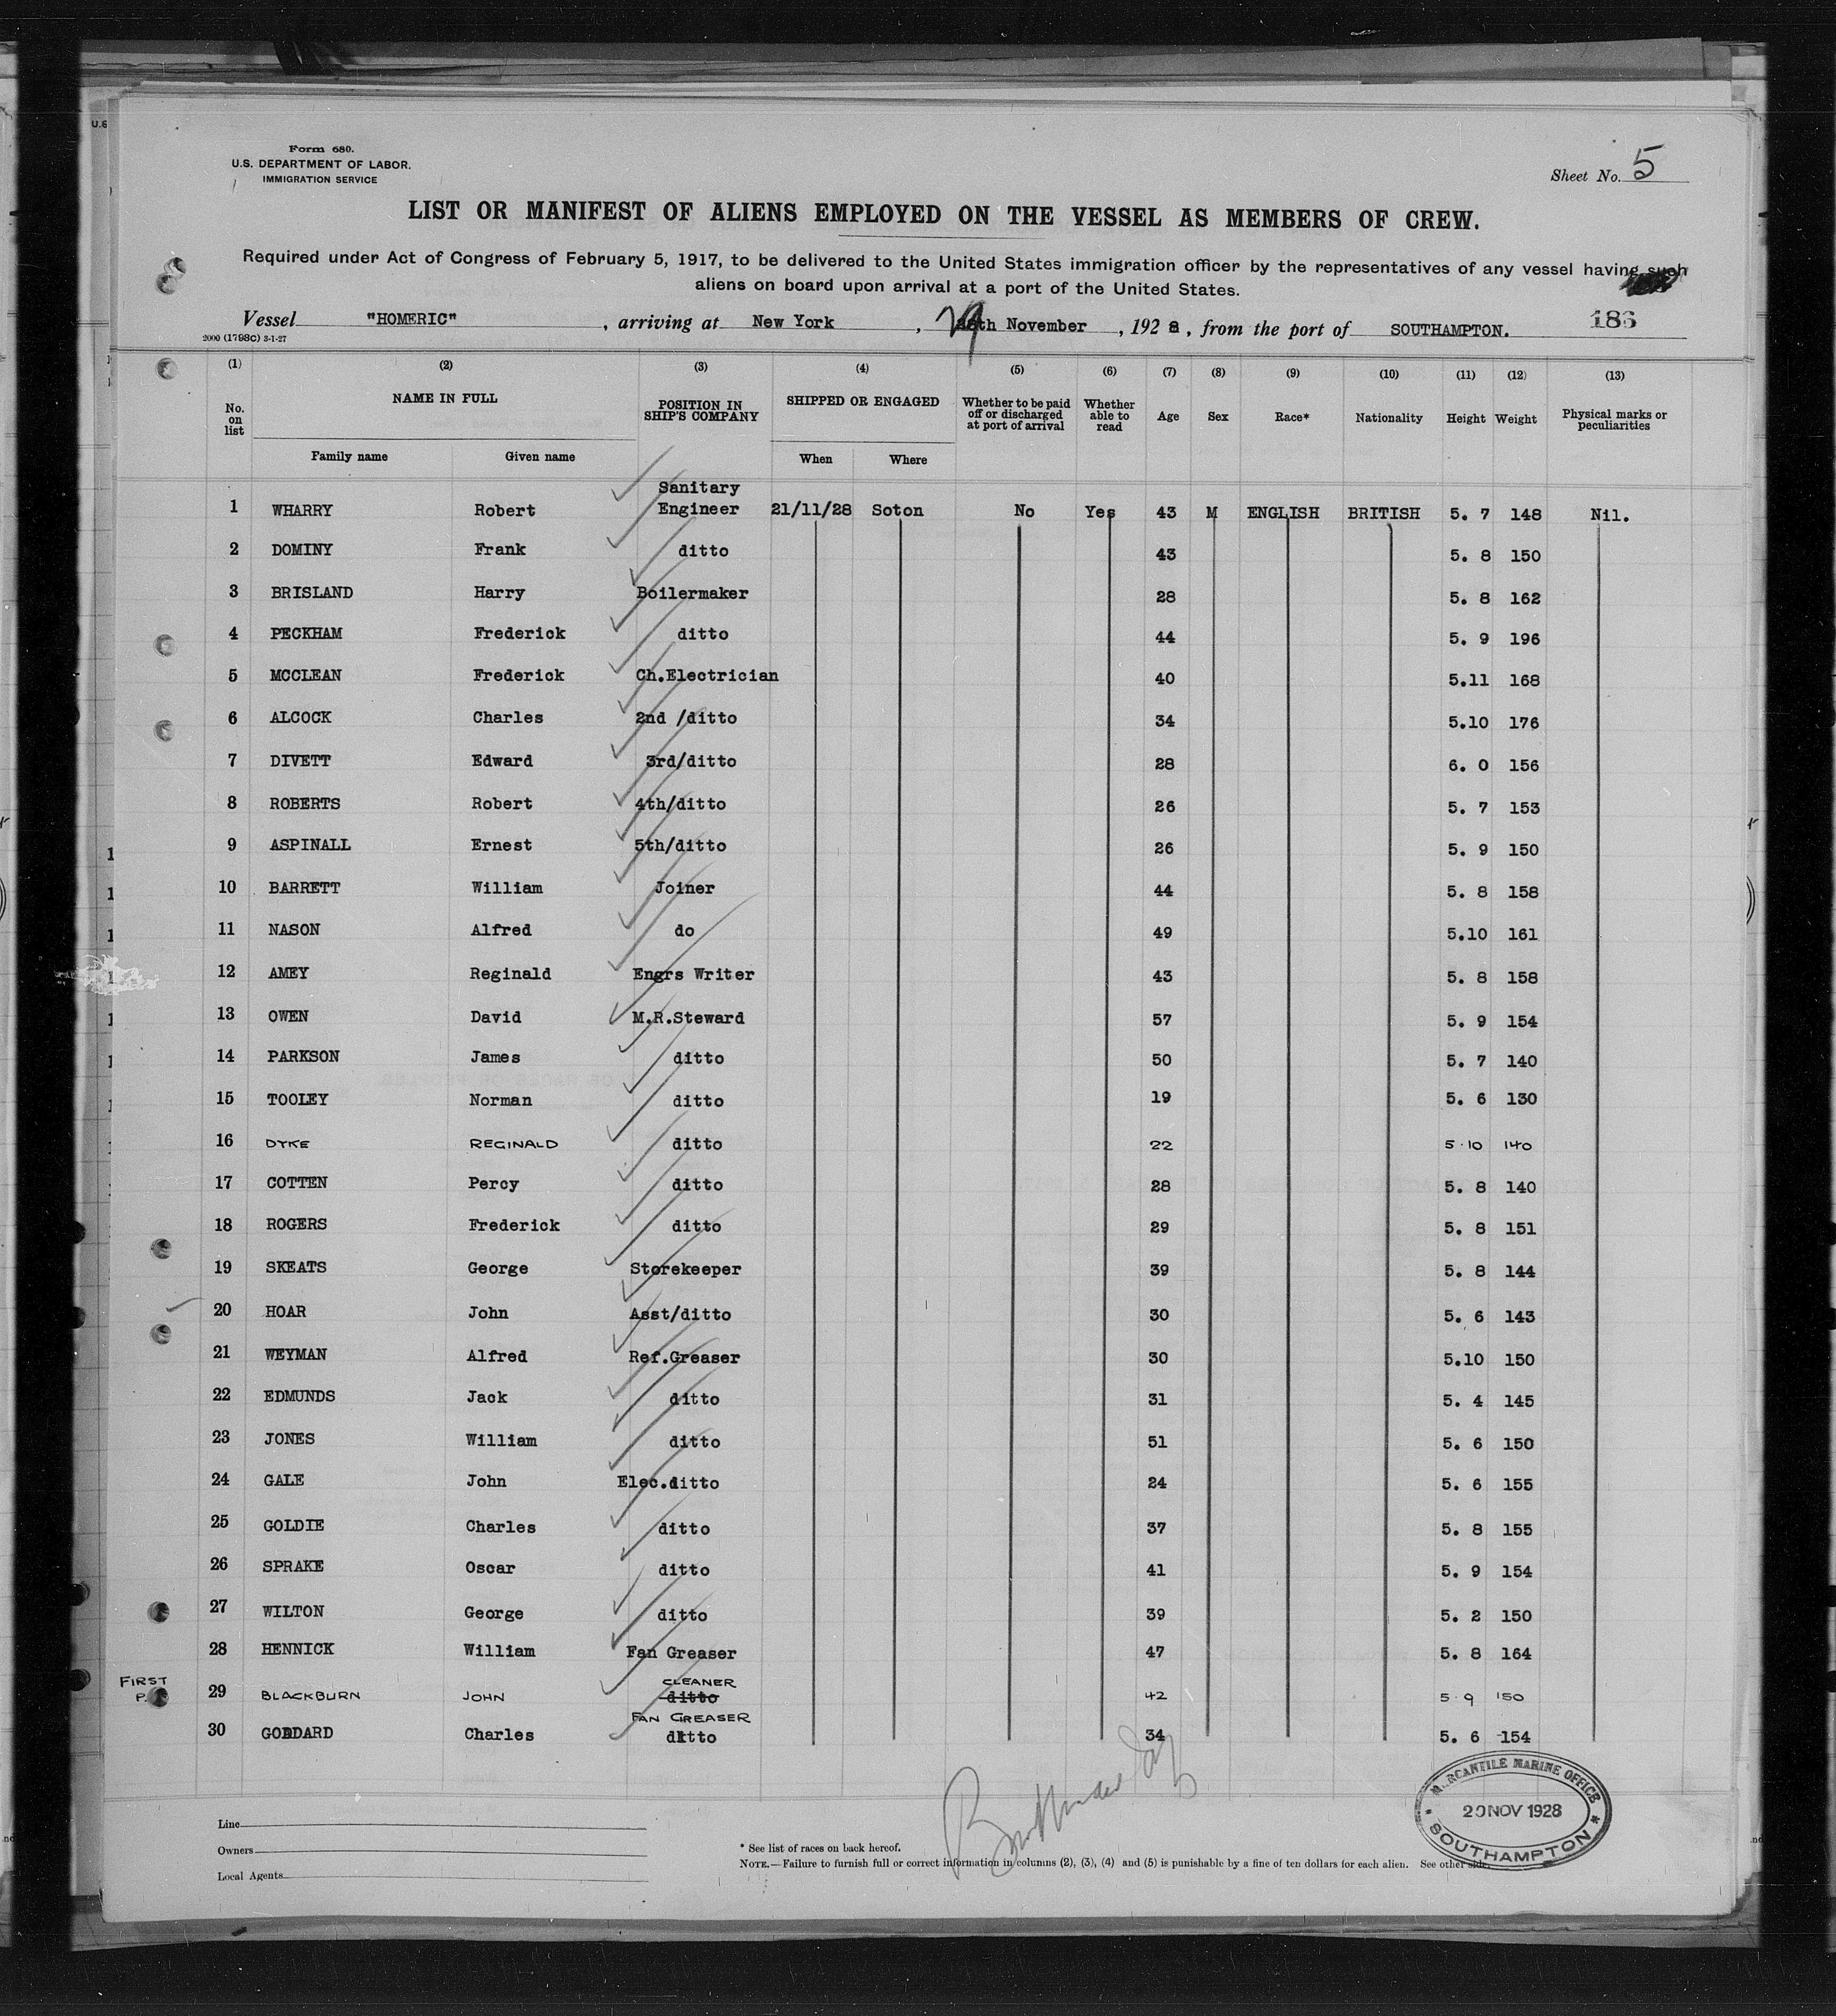 Form 680.
U.S. DEPARTMENT OF LABOR.
IMMIGRATION SERVICE
Sheet No. 5
LIST OR MANIFEST OF ALIENS EMPLOYED ON THE VESSEL AS MEMBERS OF CREW.
Required under Act of Congress of February 5, 1917, to be delivered to the United States immigration officer by the representatives of any vessel having such
aliens on board upon arrival at a port of the United States.
Vessel "HOMERIC", arriving at New York, 29th November, 1928, from the port of SOUTHAMPTON. 186
2000 (1798C) 3-1-27
(1) (2) (3) (4) (5) (6) (7) (8) (9) (10) (11) (12) (13)
No. on list NAME IN FULL POSITION IN SHIP'S COMPANY SHIPPED OR ENGAGED Whether to be paid off or discharged at port of arrival Whether able to read Age Sex Race* Nationality Height Weight Physical marks or peculiarities
Family name Given name When Where
1 WHARRY Robert Sanitary Engineer 21/11/28 Soton No Yes 43 M ENGLISH BRITISH 5. 7 148 Nil.
2 DOMINY Frank ditto 43 5. 8 150
3 BRISLAND Harry Boilermaker 28 5. 8 162
4 PECKHAM Frederick ditto 44 5. 9 196
5 MCCLEAN Frederick Ch.Electrician 40 5.11 168
6 ALCOCK Charles 2nd /ditto 34 5.10 176
7 DIVETT Edward 3rd/ditto 28 6. 0 156
8 ROBERTS Robert 4th/ditto 26 5. 7 153
9 ASPINALL Ernest 5th/ditto 26 5. 9 150
10 BARRETT William Joiner 44 5. 8 158
11 NASON Alfred do 49 5.10 161
12 AMEY Reginald Engrs Writer 43 5. 8 158
13 OWEN David M.R.Steward 57 5. 9 154
14 PARKSON James ditto 50 5. 7 140
15 TOOLEY Norman ditto 19 5. 6 130
16 DYKE REGINALD ditto 22 5.10 140
17 COTTEN Percy ditto 28 5. 8 140
18 ROGERS Frederick ditto 29 5. 8 151
19 SKEATS George Storekeeper 39 5. 8 144
20 HOAR John Asst/ditto 30 5. 6 143
21 WEYMAN Alfred Ref.Greaser 30 5.10 150
22 EDMUNDS Jack ditto 31 5. 4 145
23 JONES William ditto 51 5. 6 150
24 GALE John Elec.ditto 24 5. 6 155
25 GOLDIE Charles ditto 37 5. 8 155
26 SPRAKE Oscar ditto 41 5. 9 154
27 WILTON George ditto 39 5. 2 150
28 HENNICK William Fan Greaser 47 5. 8 164
FIRST
29 BLACKBURN JOHN CLEANER ditto 42 5.9 150
30 GODDARD Charles FAN GREASER ditto 34 5. 6 154
MERCANTILE MARINE OFFICE
20 NOV 1928
SOUTHAMPTON
Line
Owners
Local Agents
* See list of races on back hereof.
NOTE.—Failure to furnish full or correct information in columns (2), (3), (4) and (5) is punishable by a fine of ten dollars for each alien. See other side.